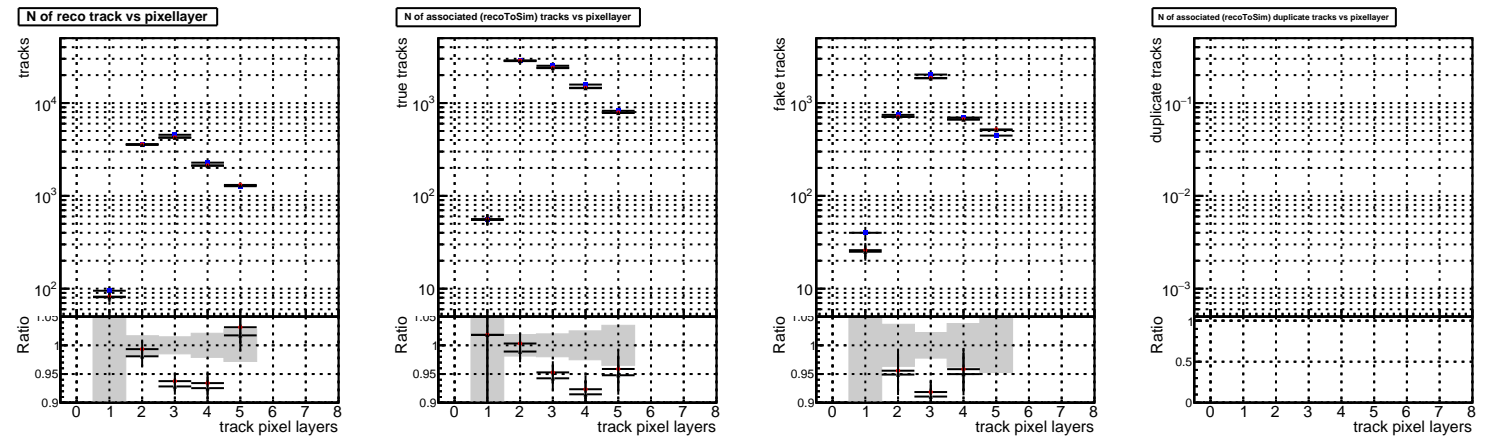 N of reco track vs pixellayer
tracks
10^4
10^3
10^2
Ratio
1.05
1
0.95
0.9
0 1 2 3 4 5 6 7 8
track pixel layers
N of associated (recoToSim) tracks vs pixellayer
true tracks
10^3
10^2
10
Ratio
1.05
1
0.95
0.9
0 1 2 3 4 5 6 7 8
track pixel layers
fake tracks
10^3
10^2
10
Ratio
1.05
1
0.95
0.9
0 1 2 3 4 5 6 7 8
track pixel layers
N of associated (recoToSim) duplicate tracks vs pixellayer
duplicate tracks
10^−1
10^−2
10^−3
Ratio
1
0.5
0
0 1 2 3 4 5 6 7 8
track pixel layers